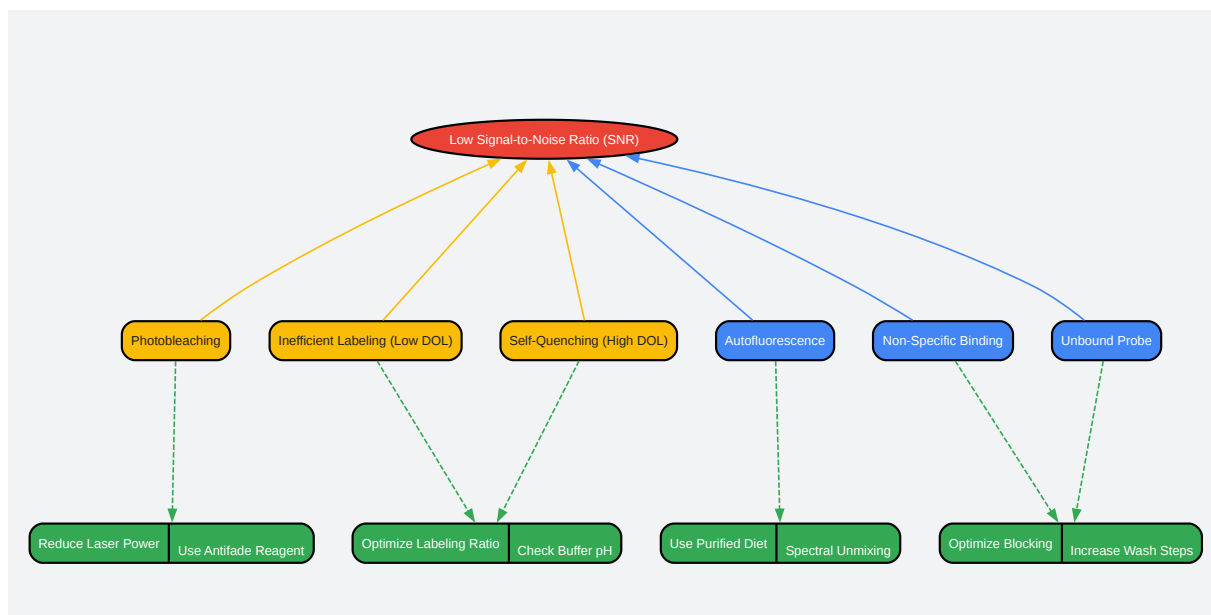 Low Signal-to-Noise Ratio (SNR)
Photobleaching
Inefficient Labeling (Low DOL)
Self-Quenching (High DOL)
Autofluorescence
Non-Specific Binding
Unbound Probe
Reduce Laser Power
Use Antifade Reagent
Optimize Labeling Ratio
Check Buffer pH
Use Purified Diet
Spectral Unmixing
Optimize Blocking
Increase Wash Steps